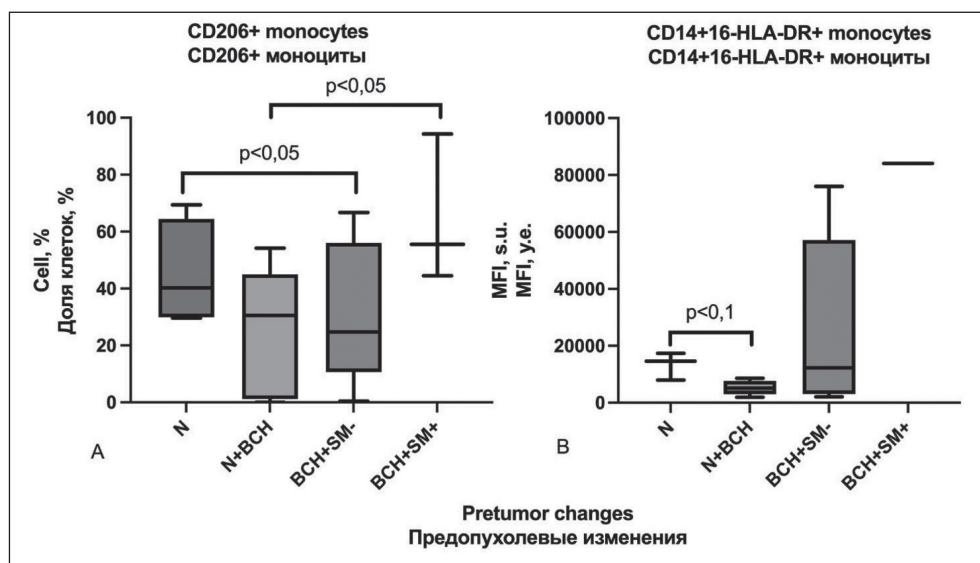 CD206+ monocytes
CD206+ моноциты
p<0,05
p<0,05
Cell, %
Доля клеток, %
100
80
60
40
20
0
N
N+BCH
BCH+SM-
BCH+SM+
A
CD14+16-HLA-DR+ monocytes
CD14+16-HLA-DR+ моноциты
p<0,1
MFI, s.u.
MFI, y.e.
100000
80000
60000
40000
20000
0
N
N+BCH
BCH+SM-
BCH+SM+
B
Pretumor changes
Предопухолевые изменения